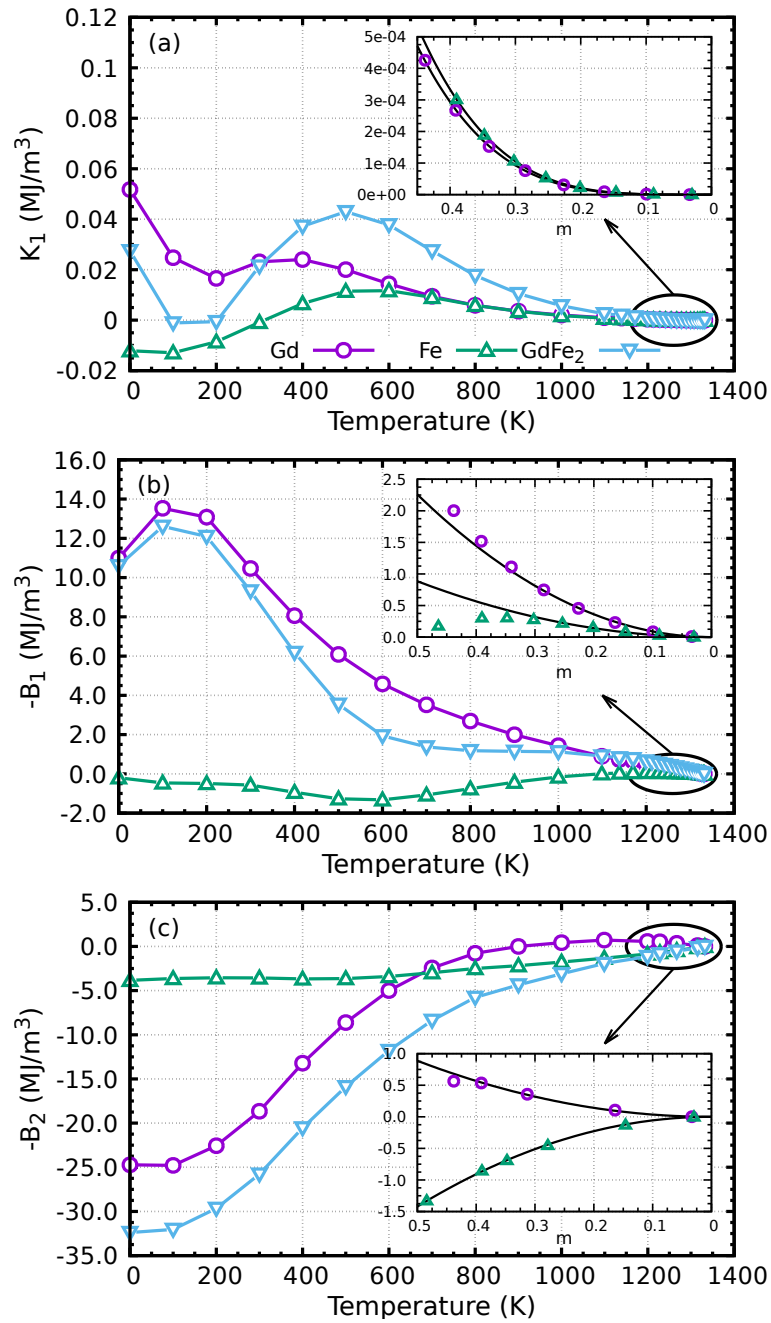 (a)
K1 (MJ/m3)
0.12
0.1
0.08
0.06
0.04
0.02
0
-0.02
5e-04
4e-04
3e-04
2e-04
1e-04
0e+00
0.4 0.3 0.2 0.1 0
m
Gd Fe GdFe2
0 200 400 600 800 1000 1200 1400
Temperature (K)
(b)
-B1 (MJ/m3)
16.0
14.0
12.0
10.0
8.0
6.0
4.0
2.0
0.0
-2.0
2.5
2.0
1.5
1.0
0.5
0.0
0.5 0.4 0.3 0.2 0.1 0
m
0 200 400 600 800 1000 1200 1400
Temperature (K)
(c)
-B2 (MJ/m3)
5.0
0.0
-5.0
-10.0
-15.0
-20.0
-25.0
-30.0
-35.0
1.0
0.5
0.0
-0.5
-1.0
-1.5
0.5 0.4 0.3 0.2 0.1 0
m
0 200 400 600 800 1000 1200 1400
Temperature (K)